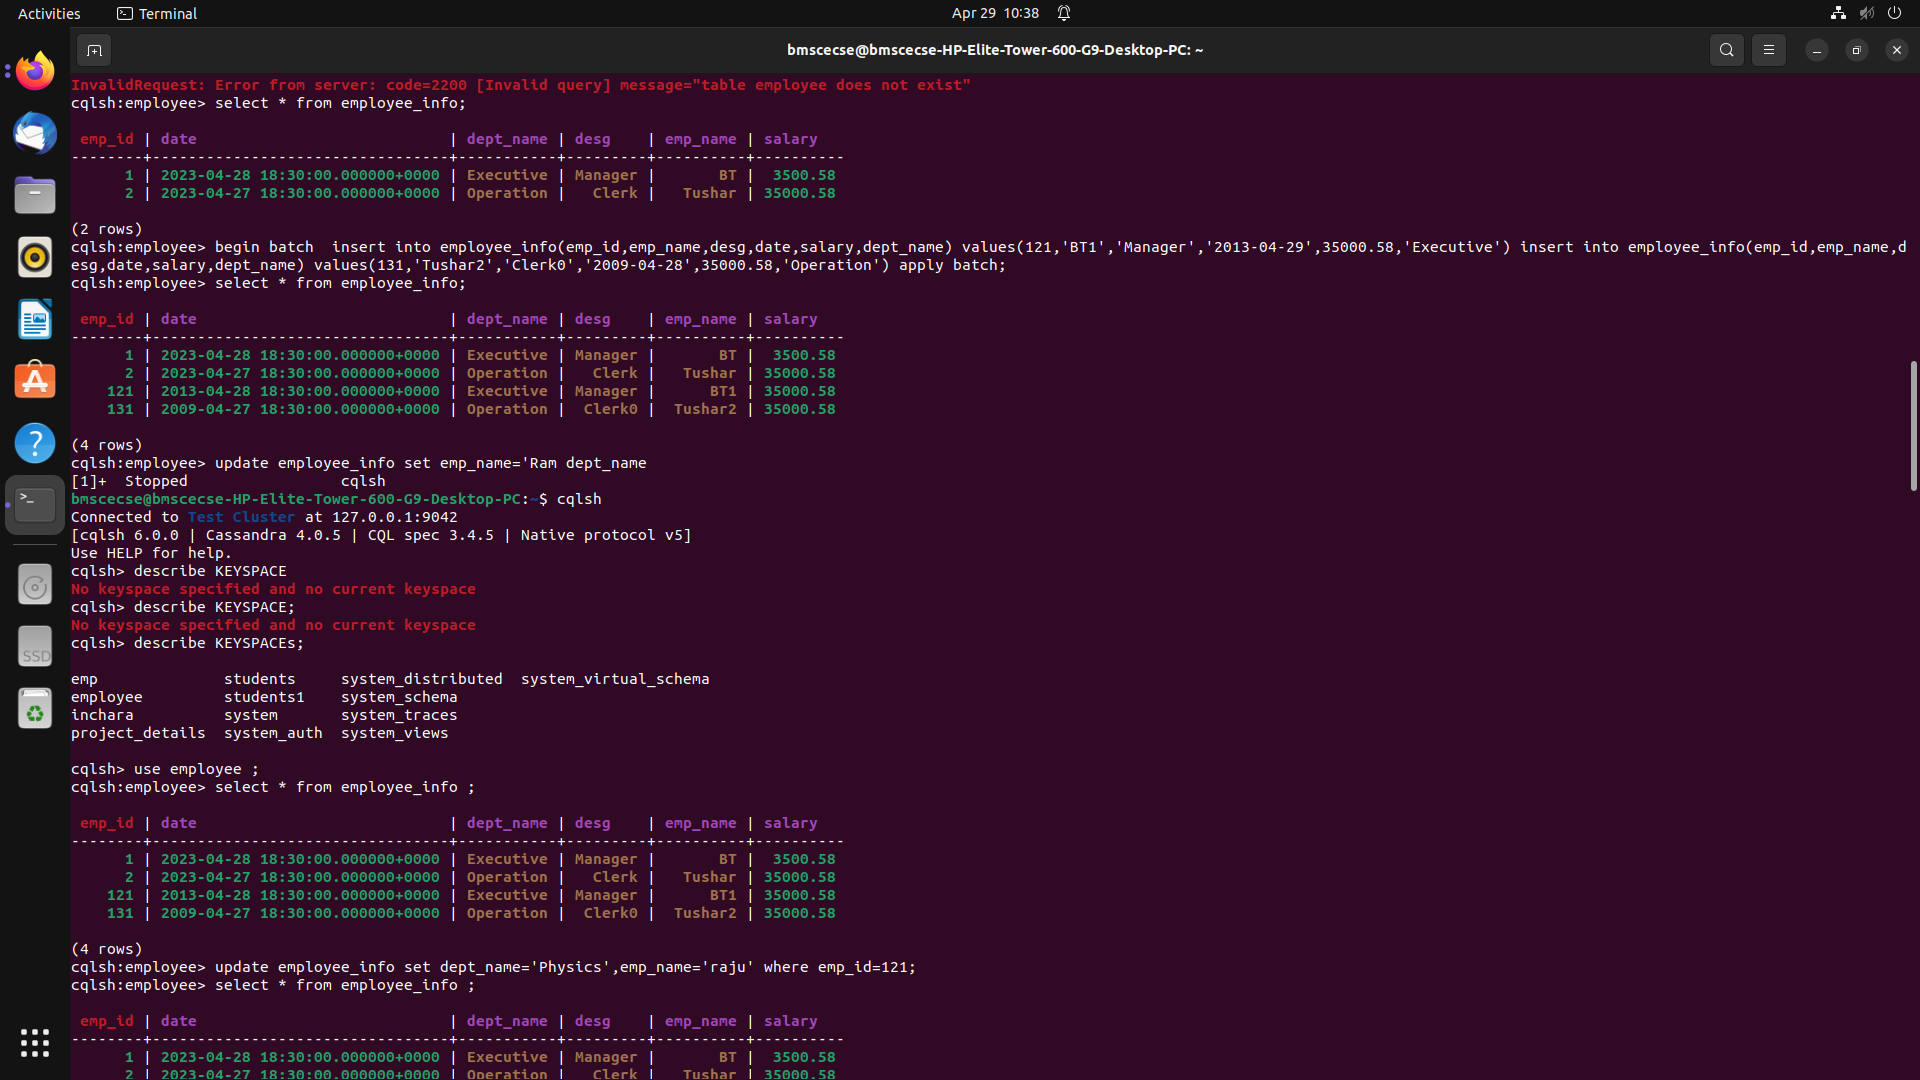 Activities Terminal Apr 29 10:38
bmscecse@bmscecse-HP-Elite-Tower-600-G9-Desktop-PC: ~
InvalidRequest: Error from server: code=2200 [Invalid query] message="table employee does not exist"
cqlsh:employee> select * from employee_info;
emp_id | date | dept_name | desg | emp_name | salary
--------+---------------------------------+-----------+---------+----------+----------
1 | 2023-04-28 18:30:00.000000+0000 | Executive | Manager | BT | 3500.58
2 | 2023-04-27 18:30:00.000000+0000 | Operation | Clerk | Tushar | 35000.58
(2 rows)
cqlsh:employee> begin batch  insert into employee_info(emp_id,emp_name,desg,date,salary,dept_name) values(121,'BT1','Manager','2013-04-29',35000.58,'Executive') insert into employee_info(emp_id,emp_name,d
esg,date,salary,dept_name) values(131,'Tushar2','Clerk0','2009-04-28',35000.58,'Operation') apply batch;
cqlsh:employee> select * from employee_info;
emp_id | date | dept_name | desg | emp_name | salary
--------+---------------------------------+-----------+---------+----------+----------
1 | 2023-04-28 18:30:00.000000+0000 | Executive | Manager | BT | 3500.58
2 | 2023-04-27 18:30:00.000000+0000 | Operation | Clerk | Tushar | 35000.58
121 | 2013-04-28 18:30:00.000000+0000 | Executive | Manager | BT1 | 35000.58
131 | 2009-04-27 18:30:00.000000+0000 | Operation | Clerk0 | Tushar2 | 35000.58
(4 rows)
cqlsh:employee> update employee_info set emp_name='Ram dept_name
[1]+  Stopped                 cqlsh
bmscecse@bmscecse-HP-Elite-Tower-600-G9-Desktop-PC:~$ cqlsh
Connected to Test Cluster at 127.0.0.1:9042
[cqlsh 6.0.0 | Cassandra 4.0.5 | CQL spec 3.4.5 | Native protocol v5]
Use HELP for help.
cqlsh> describe KEYSPACE
No keyspace specified and no current keyspace
cqlsh> describe KEYSPACE;
No keyspace specified and no current keyspace
cqlsh> describe KEYSPACEs;
emp students system_distributed system_virtual_schema
employee students1 system_schema
inchara system system_traces
project_details system_auth system_views
cqlsh> use employee ;
cqlsh:employee> select * from employee_info ;
emp_id | date | dept_name | desg | emp_name | salary
--------+---------------------------------+-----------+---------+----------+----------
1 | 2023-04-28 18:30:00.000000+0000 | Executive | Manager | BT | 3500.58
2 | 2023-04-27 18:30:00.000000+0000 | Operation | Clerk | Tushar | 35000.58
121 | 2013-04-28 18:30:00.000000+0000 | Executive | Manager | BT1 | 35000.58
131 | 2009-04-27 18:30:00.000000+0000 | Operation | Clerk0 | Tushar2 | 35000.58
(4 rows)
cqlsh:employee> update employee_info set dept_name='Physics',emp_name='raju' where emp_id=121;
cqlsh:employee> select * from employee_info ;
emp_id | date | dept_name | desg | emp_name | salary
--------+---------------------------------+-----------+---------+----------+----------
1 | 2023-04-28 18:30:00.000000+0000 | Executive | Manager | BT | 3500.58
2 | 2023-04-27 18:30:00.000000+0000 | Operation | Clerk | Tushar | 35000.58
SSD